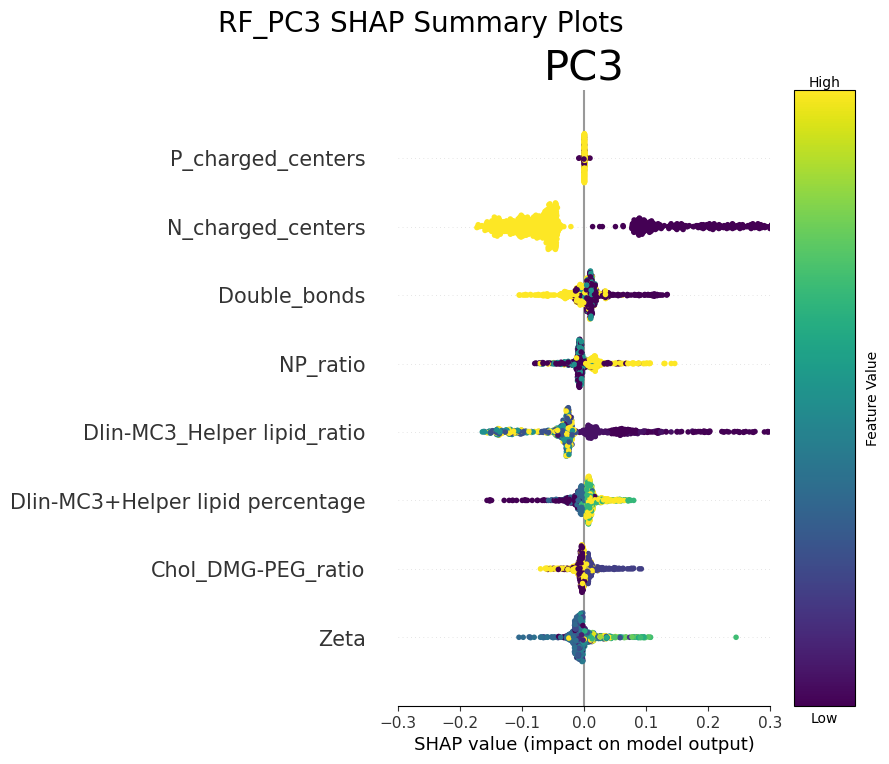 RF_PC3 SHAP Summary Plots
PC3
High
P_charged_centers
N_charged_centers
Double_bonds
NP_ratio
Dlin-MC3_Helper lipid_ratio
Dlin-MC3+Helper lipid percentage
Chol_DMG-PEG_ratio
Zeta
Feature Value
Low
−0.3 −0.2 −0.1 0.0 0.1 0.2 0.3
SHAP value (impact on model output)